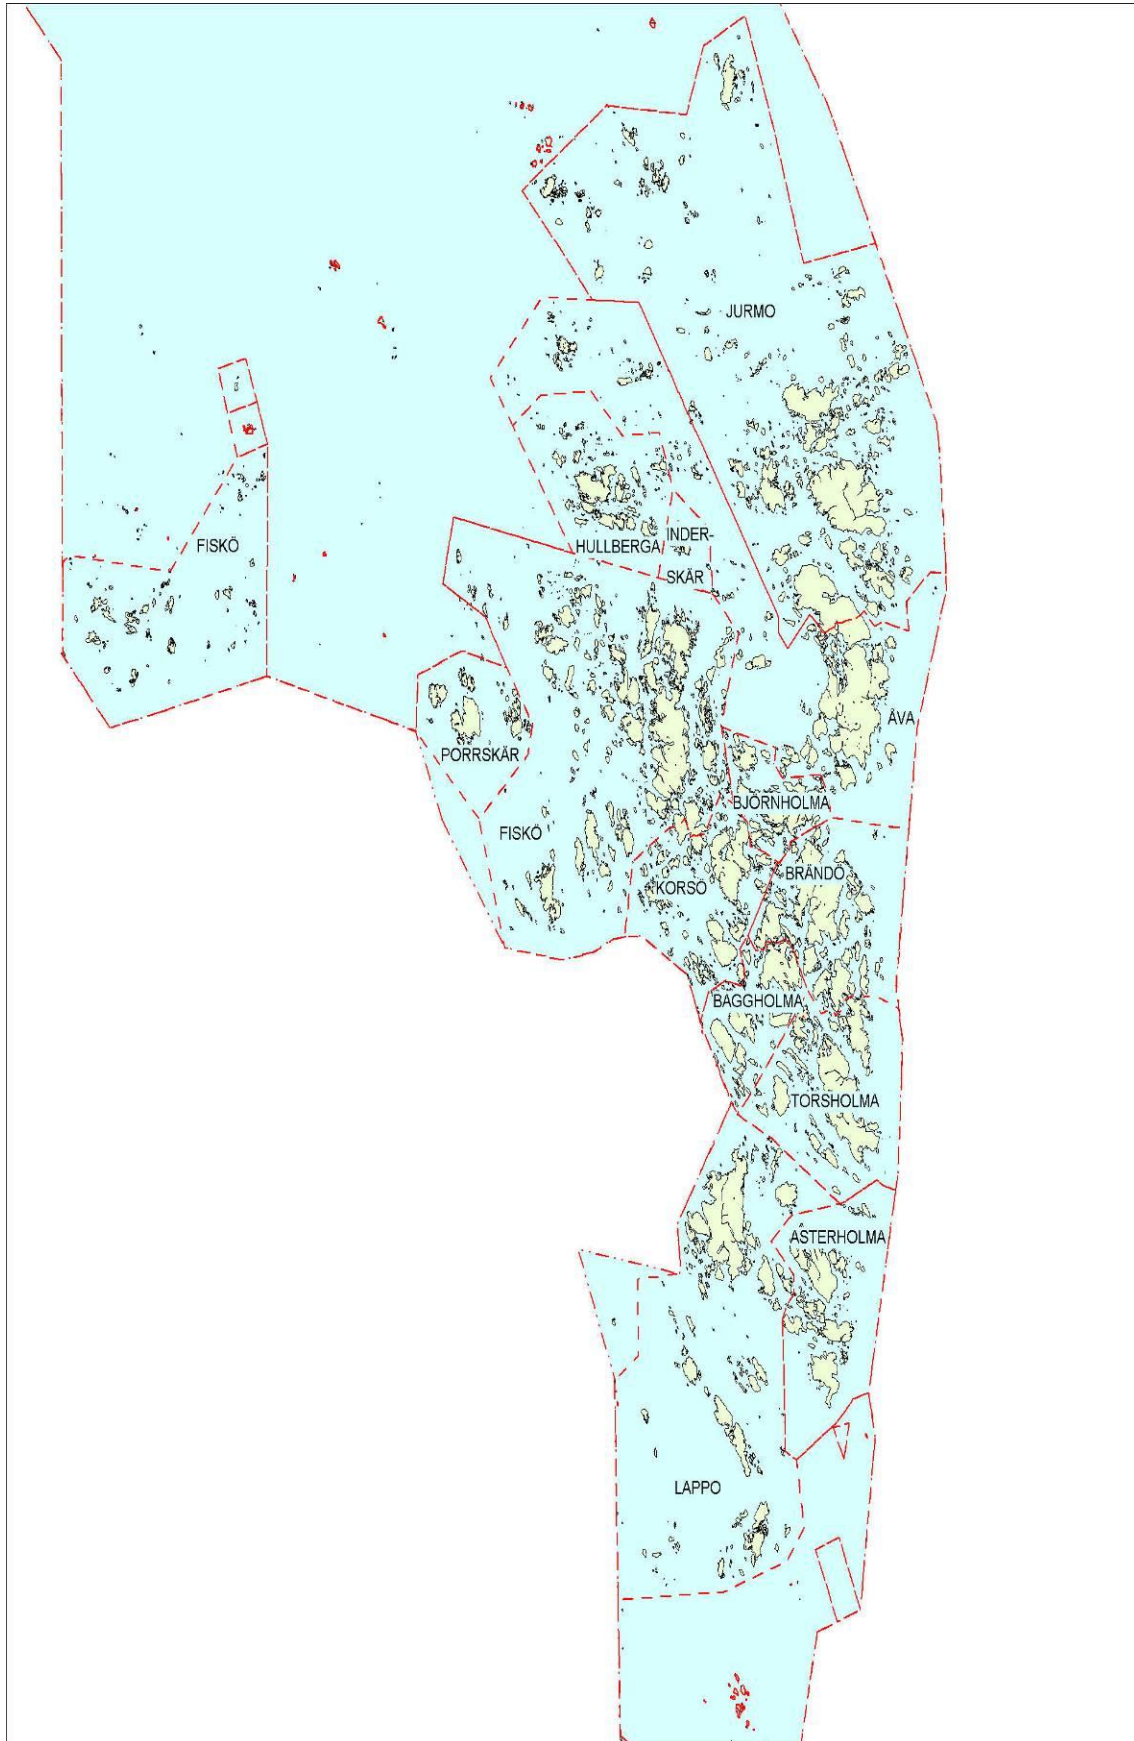 JURMO
FISKÖ
HULLBERGA
INDER-
SKÄR
ÅVA
PORRSKÄR
BJÖRNHOLMA
FISKÖ
BRÄNDÖ
KORSÖ
BAGGHOLMA
TORSHOLMA
ASTERHOLMA
LAPPO